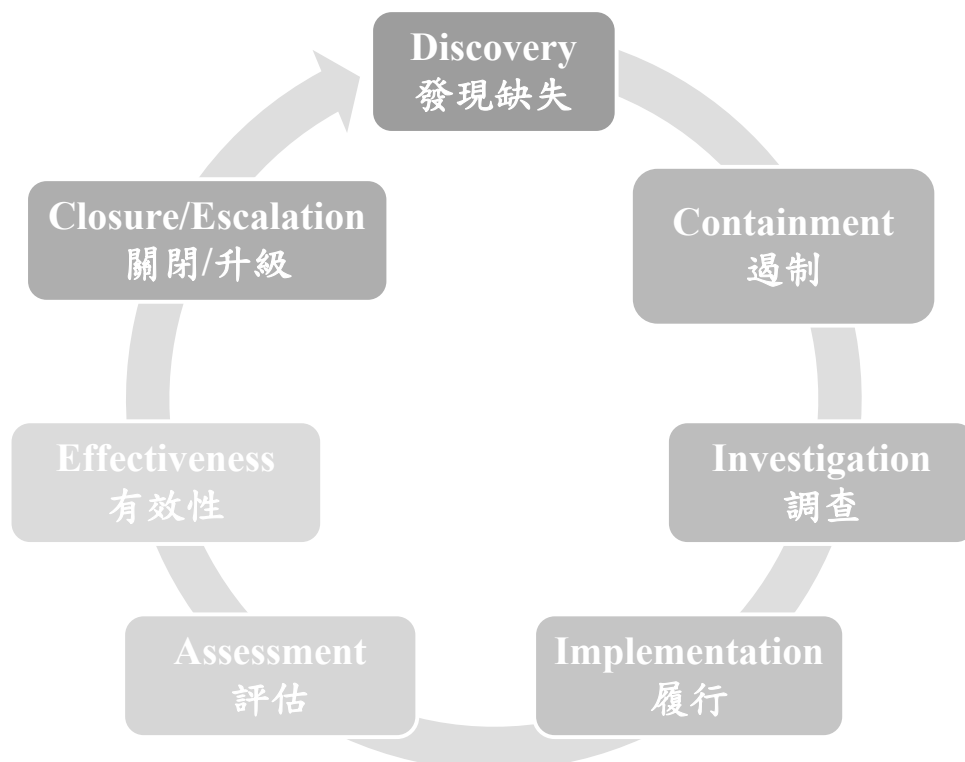 Discovery
發現缺失
Containment
遏制
Investigation
調查
Implementation
履行
Assessment
評估
Effectiveness
有效性
Closure/Escalation
關閉/升級